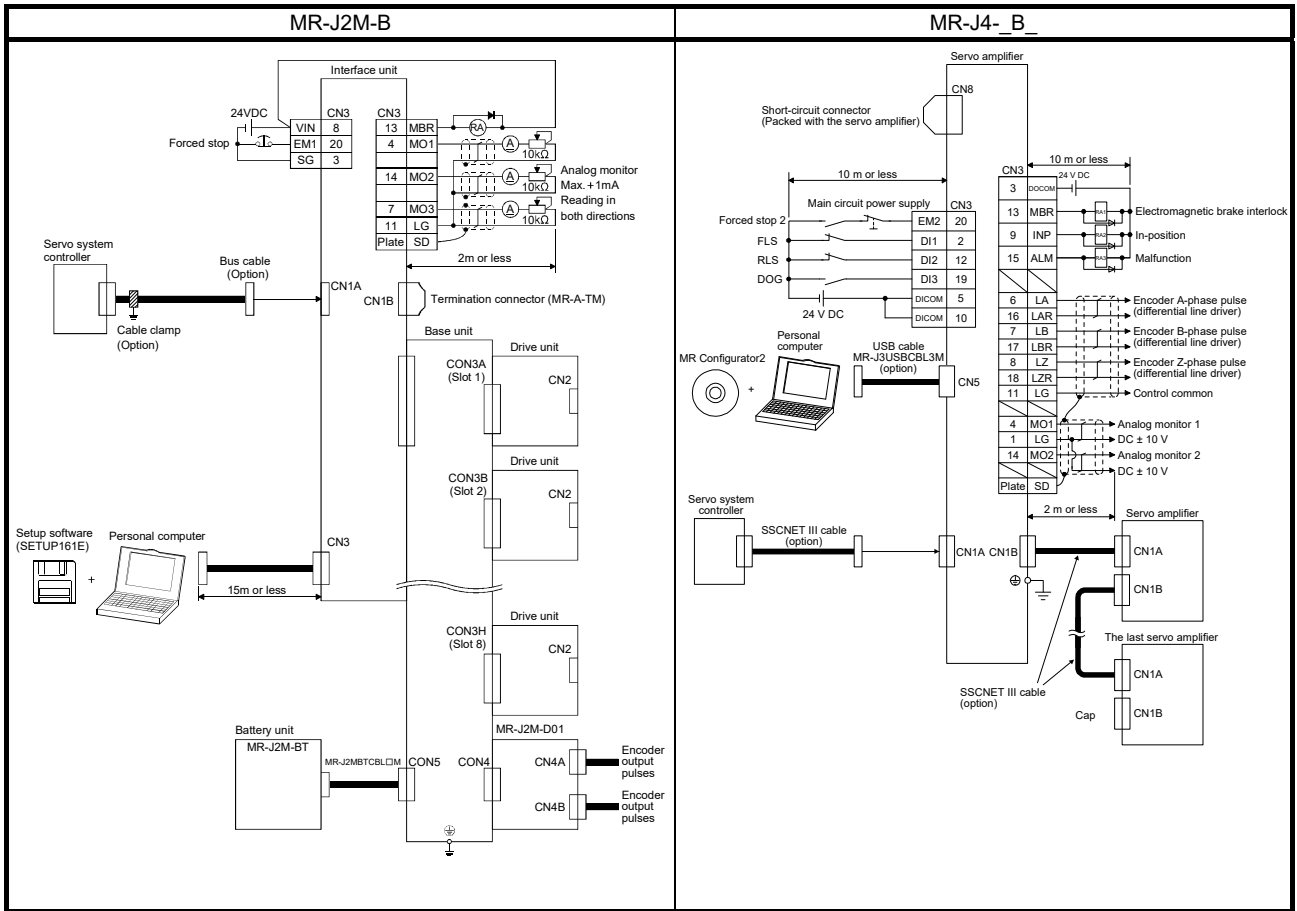 MR-J2M-B
Interface unit
24VDC
CN3
VIN 8
Forced stop
EM1 20
SG 3
CN3
13 MBR
RA
4 MO1
A
10kΩ
14 MO2
A
10kΩ
7 MO3
A
10kΩ
11 LG
Plate SD
Analog monitor
Max. +1mA
Reading in
both directions
2m or less
Servo system
controller
Bus cable
(Option)
Cable clamp
(Option)
CN1A
CN1B
Termination connector (MR-A-TM)
Base unit
Drive unit
CON3A
(Slot 1)
CN2
Drive unit
CON3B
(Slot 2)
CN2
Setup software
(SETUP161E)
+
Personal computer
CN3
15m or less
Drive unit
CON3H
(Slot 8)
CN2
Battery unit
MR-J2M-BT
MR-J2MBTCBL□M
CON5
CON4
MR-J2M-D01
CN4A
Encoder
output
pulses
CN4B
Encoder
output
pulses
MR-J4-_B_
Servo amplifier
CN8
Short-circuit connector
(Packed with the servo amplifier)
10 m or less
Main circuit power supply
CN3
Forced stop 2
EM2 20
FLS
DI1 2
RLS
DI2 12
DOG
DI3 19
DICOM 5
24 V DC
DICOM 10
10 m or less
CN3
24 V DC
3 DOCOM
13 MBR
RA1
Electromagnetic brake interlock
9 INP
RA2
In-position
15 ALM
RA3
Malfunction
6 LA
Encoder A-phase pulse
(differential line driver)
16 LAR
7 LB
Encoder B-phase pulse
(differential line driver)
17 LBR
8 LZ
Encoder Z-phase pulse
(differential line driver)
18 LZR
11 LG
Control common
4 MO1
Analog monitor 1
1 LG
DC ± 10 V
14 MO2
Analog monitor 2
DC ± 10 V
Plate SD
2 m or less
MR Configurator2
+
Personal
computer
USB cable
MR-J3USBCBL3M
(option)
CN5
Servo system
controller
SSCNET III cable
(option)
CN1A
CN1B
Servo amplifier
CN1A
CN1B
The last servo amplifier
CN1A
CN1B
Cap
SSCNET III cable
(option)